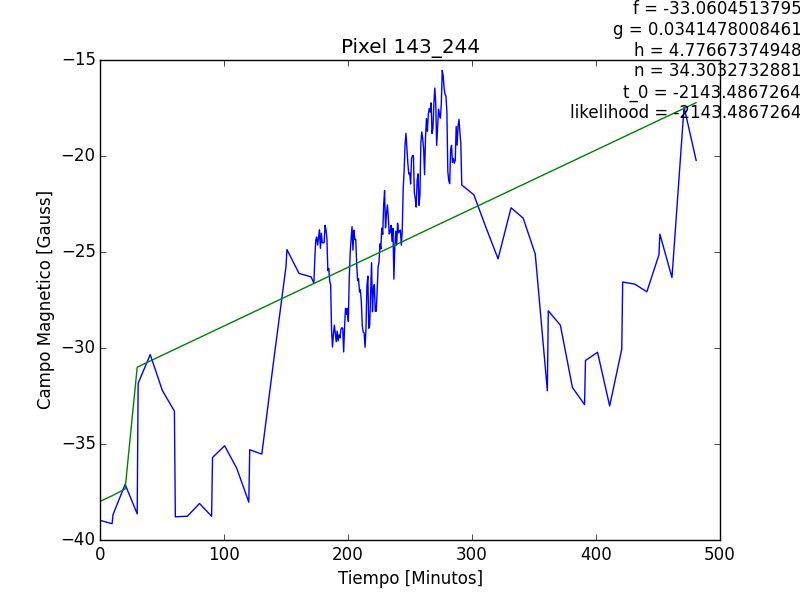 f = -33.0604513795
g = 0.0341478008461
h = 4.77667374948
n = 34.3032732881
t_0 = -2143.4867264
likelihood = -2143.4867264
Pixel 143_244
−15
−20
−25
−30
−35
−40
Campo Magnetico [Gauss]
0 100 200 300 400 500
Tiempo [Minutos]